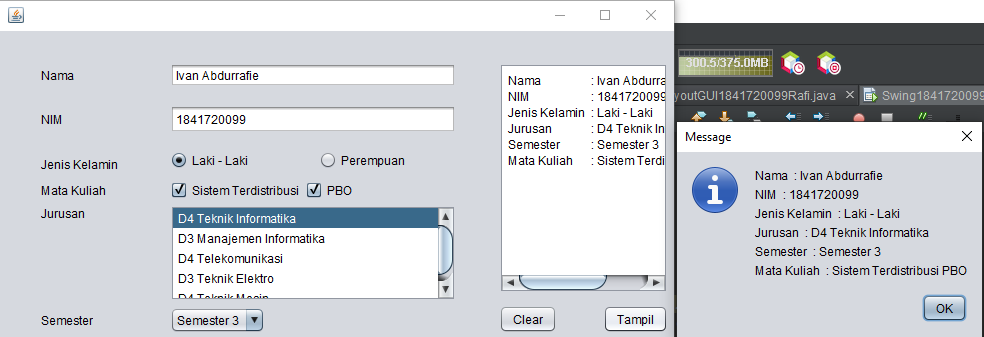 Nama
Ivan Abdurrafie
NIM
1841720099
Jenis Kelamin
Laki - Laki
Perempuan
Mata Kuliah
Sistem Terdistribusi
PBO
Jurusan
D4 Teknik Informatika
D3 Manajemen Informatika
D4 Telekomunikasi
D3 Teknik Elektro
D4 Teknik Mesin
Semester
Semester 3
Nama : Ivan Abdurra
NIM : 1841720099
Jenis Kelamin : Laki - Laki
Jurusan : D4 Teknik In
Semester : Semester 3
Mata Kuliah : Sistem Terdi
Clear
Tampil
300.5/375.0MB
youtGUI1841720099Rafi.java
Swing1841720099
Message
Nama : Ivan Abdurrafie
NIM : 1841720099
Jenis Kelamin : Laki - Laki
Jurusan : D4 Teknik Informatika
Semester : Semester 3
Mata Kuliah : Sistem Terdistribusi PBO
OK